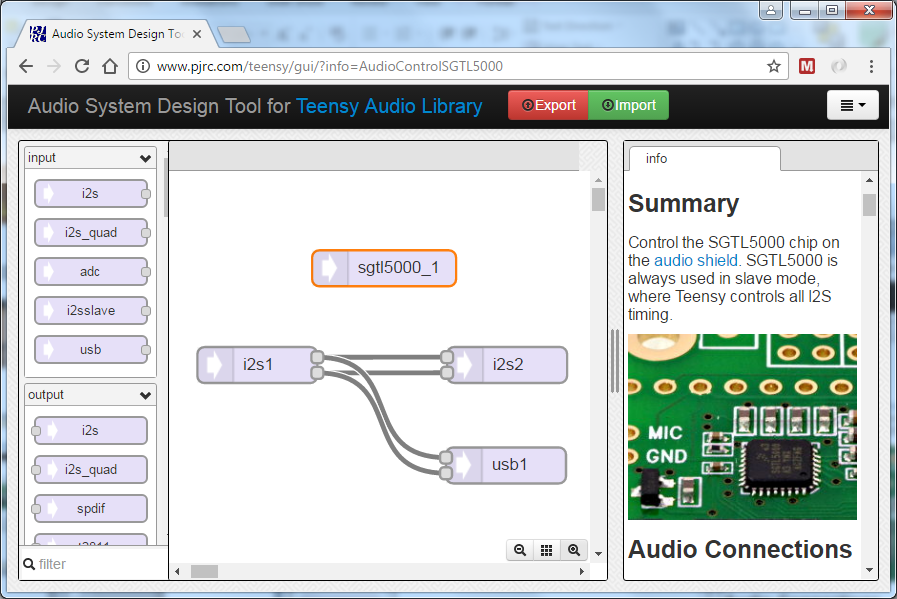 Audio System Design To
www.pjrc.com/teensy/gui/?info=AudioControlSGTL5000
M
Audio System Design Tool for Teensy Audio Library
Export
Import
input
i2s
i2s_quad
adc
i2sslave
usb
output
i2s
i2s_quad
spdif
filter
sgtl5000_1
i2s1
i2s2
usb1
info
Summary
Control the SGTL5000 chip on
the audio shield. SGTL5000 is
always used in slave mode,
where Teensy controls all I2S
timing.
MIC
GND
Audio Connections